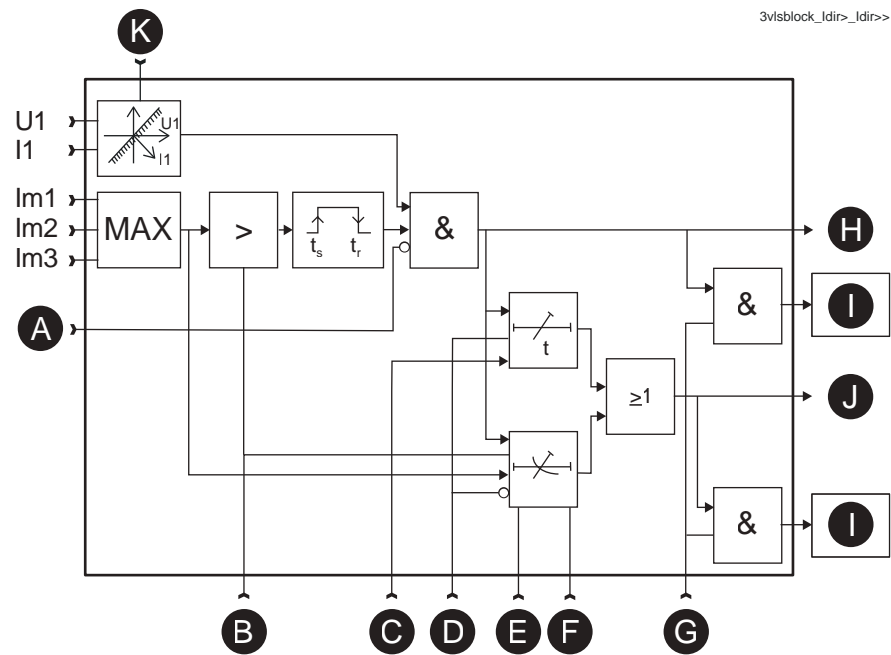 3vlsblock_Idir>_Idir>>
K
U1
I1
U1
I1
Im1
Im2
Im3
MAX
>
ts
tr
&
H
&
I
A
t
≥1
J
&
I
B
C
D
E
F
G